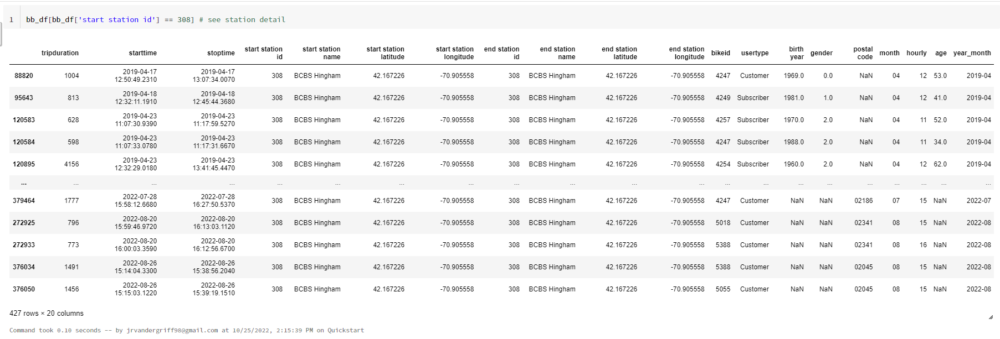 1 bb_df[bb_df['start station id'] == 308] # see station detail
tripduration starttime stoptime start station id start station name start station latitude start station longitude end station id end station name end station latitude end station longitude bikeid usertype birth year gender postal code month hourly age year_month
88820 1004 2019-04-17 12:50:49.2310 2019-04-17 13:07:34.0070 308 BCBS Hingham 42.167226 -70.905558 308 BCBS Hingham 42.167226 -70.905558 4247 Customer 1969.0 0.0 NaN 04 12 53.0 2019-04
95643 813 2019-04-18 12:32:11.1910 2019-04-18 12:45:44.3680 308 BCBS Hingham 42.167226 -70.905558 308 BCBS Hingham 42.167226 -70.905558 4249 Subscriber 1981.0 1.0 NaN 04 12 41.0 2019-04
120583 628 2019-04-23 11:07:30.9390 2019-04-23 11:17:59.5270 308 BCBS Hingham 42.167226 -70.905558 308 BCBS Hingham 42.167226 -70.905558 4257 Subscriber 1970.0 2.0 NaN 04 11 52.0 2019-04
120584 598 2019-04-23 11:07:33.0780 2019-04-23 11:17:31.6670 308 BCBS Hingham 42.167226 -70.905558 308 BCBS Hingham 42.167226 -70.905558 4247 Subscriber 1988.0 2.0 NaN 04 11 34.0 2019-04
120895 4156 2019-04-23 12:32:29.0180 2019-04-23 13:41:45.4470 308 BCBS Hingham 42.167226 -70.905558 308 BCBS Hingham 42.167226 -70.905558 4254 Subscriber 1960.0 2.0 NaN 04 12 62.0 2019-04
... ... ... ... ... ... ... ... ... ... ... ... ... ... ... ... ... ... ... ... ...
379464 1777 2022-07-28 15:58:12.6680 2022-07-28 16:27:50.5370 308 BCBS Hingham 42.167226 -70.905558 308 BCBS Hingham 42.167226 -70.905558 4247 Customer NaN NaN 02186 07 15 NaN 2022-07
272925 796 2022-08-20 15:59:46.9720 2022-08-20 16:13:03.1120 308 BCBS Hingham 42.167226 -70.905558 308 BCBS Hingham 42.167226 -70.905558 5018 Customer NaN NaN 02341 08 15 NaN 2022-08
272933 773 2022-08-20 16:00:03.3590 2022-08-20 16:12:56.6700 308 BCBS Hingham 42.167226 -70.905558 308 BCBS Hingham 42.167226 -70.905558 5388 Customer NaN NaN 02341 08 16 NaN 2022-08
376034 1491 2022-08-26 15:14:04.3300 2022-08-26 15:38:56.2040 308 BCBS Hingham 42.167226 -70.905558 308 BCBS Hingham 42.167226 -70.905558 5388 Customer NaN NaN 02045 08 15 NaN 2022-08
376050 1456 2022-08-26 15:15:03.1220 2022-08-26 15:39:19.1510 308 BCBS Hingham 42.167226 -70.905558 308 BCBS Hingham 42.167226 -70.905558 5055 Customer NaN NaN 02045 08 15 NaN 2022-08
427 rows × 20 columns
Command took 0.10 seconds -- by jrvandergriff98@gmail.com at 10/25/2022, 2:15:39 PM on Quickstart